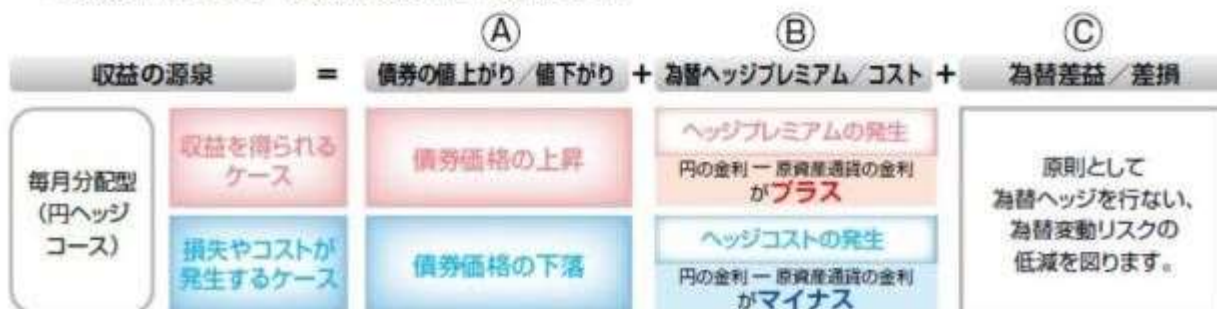 Ⓐ Ⓑ Ⓒ
収益の源泉 = 債券の値上がり／値下がり + 為替ヘッジプレミアム／コスト + 為替差益／差損
毎月分配型
（円ヘッジ
コース）
収益を得られる
ケース
債券価格の上昇
ヘッジプレミアムの発生
円の金利 ー 原資産通貨の金利
がプラス
損失やコストが
発生するケース
債券価格の下落
ヘッジコストの発生
円の金利 ー 原資産通貨の金利
がマイナス
原則として
為替ヘッジを行ない、
為替変動リスクの
低減を図ります。